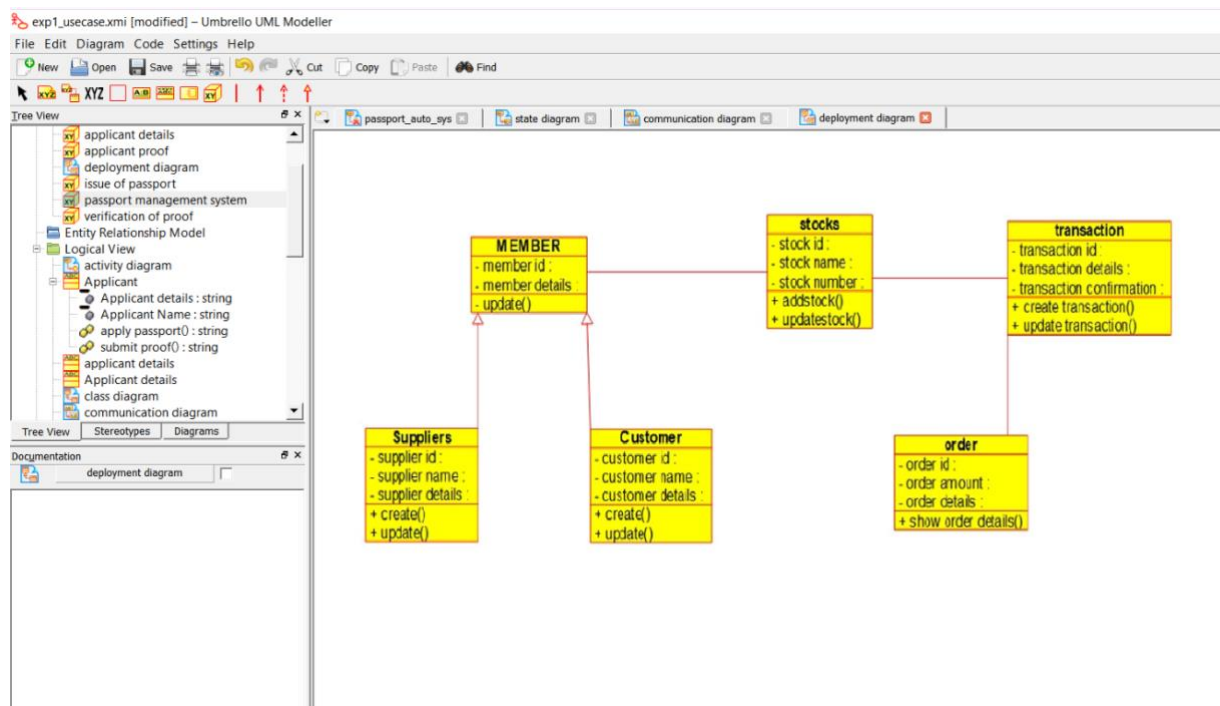 exp1_usecase.xmi [modified] – Umbrello UML Modeller
File Edit Diagram Code Settings Help
New Open Save Cut Copy Paste Find
XYZ
Tree View
passport_auto_sys state diagram communication diagram deployment diagram
applicant details
applicant proof
deployment diagram
issue of passport
passport management system
verification of proof
Entity Relationship Model
Logical View
activity diagram
Applicant
Applicant details : string
Applicant Name : string
apply passport() : string
submit proof() : string
applicant details
Applicant details
class diagram
communication diagram
Tree View Stereotypes Diagrams
Documentation
deployment diagram
MEMBER
- member id :
- member details :
- update()
stocks
- stock id :
- stock name :
- stock number :
+ addstock()
+ updatestock()
transaction
- transaction id :
- transaction details :
- transaction confirmation :
+ create transaction()
+ update transaction()
Suppliers
- supplier id :
- supplier name :
- supplier details :
+ create()
+ update()
Customer
- customer id :
- customer name :
- customer details :
+ create()
+ update()
order
- order id :
- order amount :
- order details :
+ show order details()